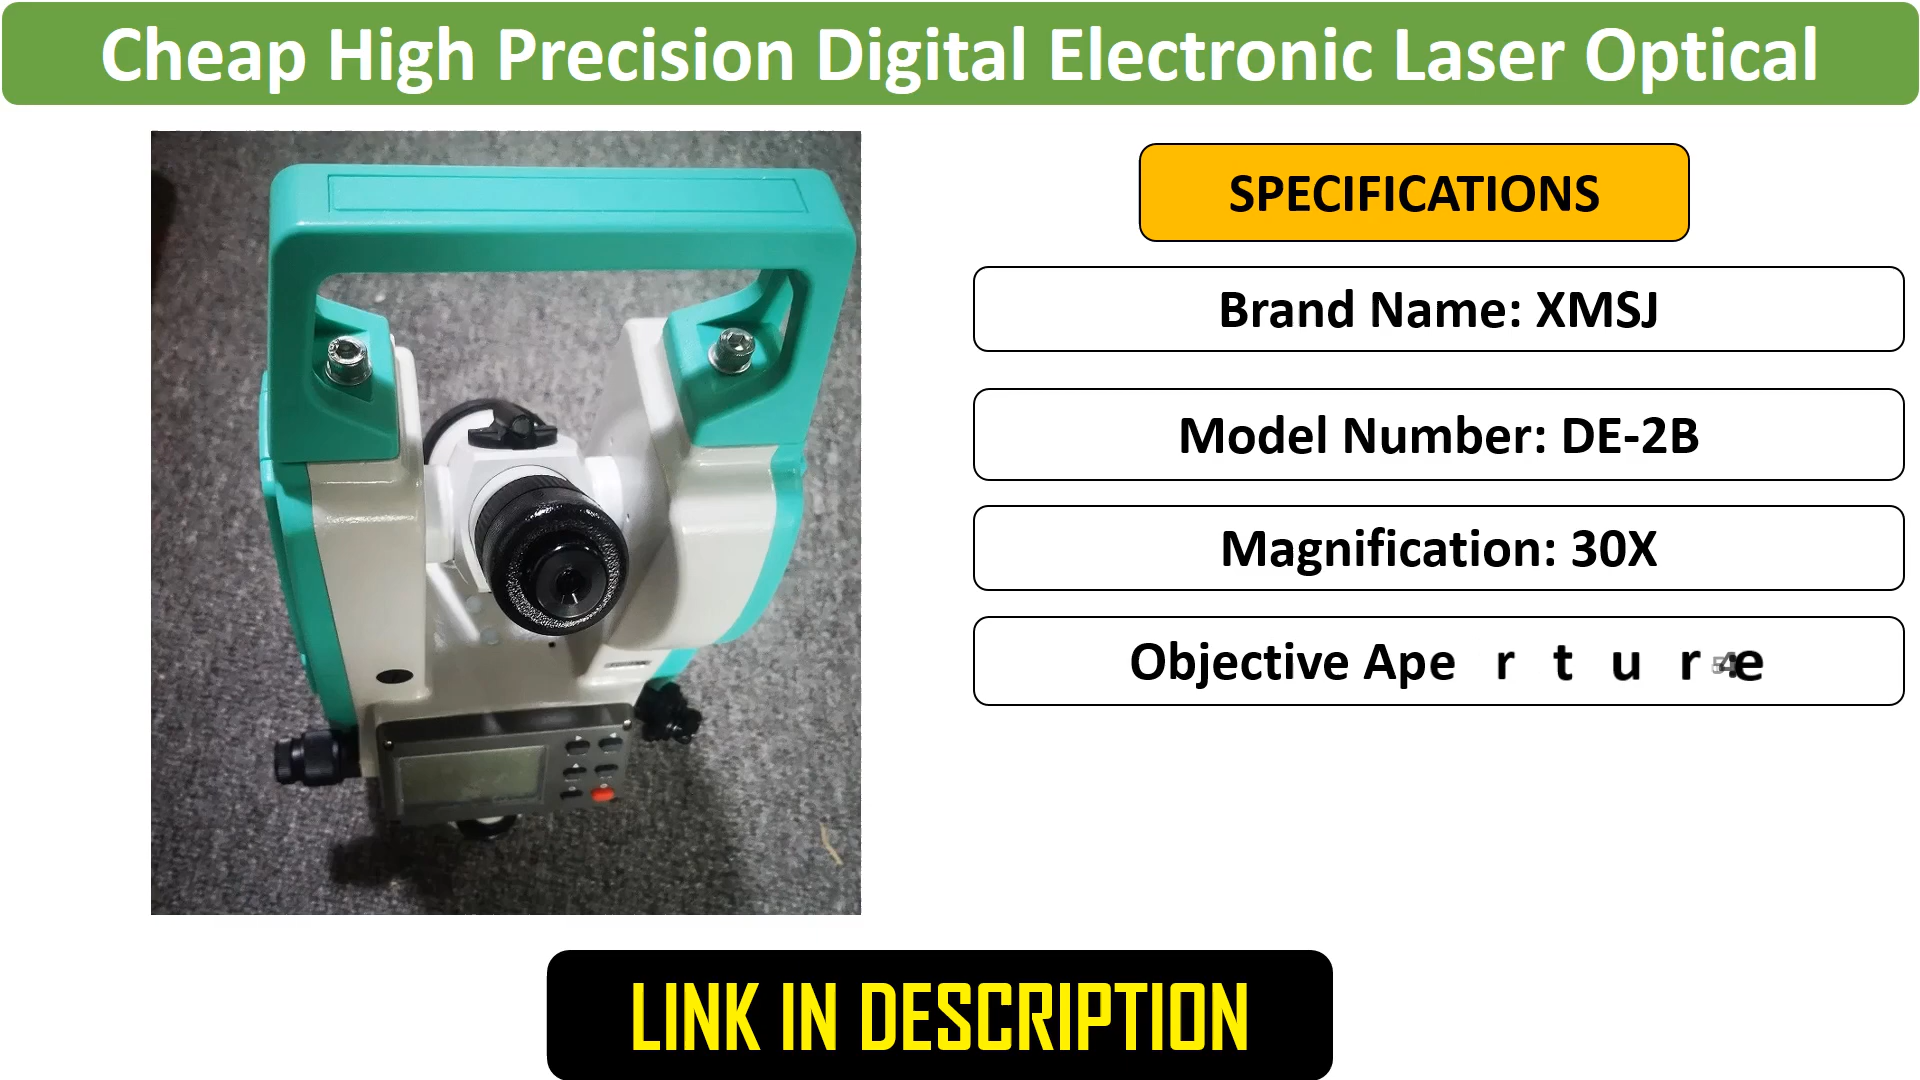 Cheap High Precision Digital Electronic Laser Optical
SPECIFICATIONS
Brand Name: XMSJ
Model Number: DE-2B
Magnification: 30X
Objective Aperture
LINK IN DESCRIPTION